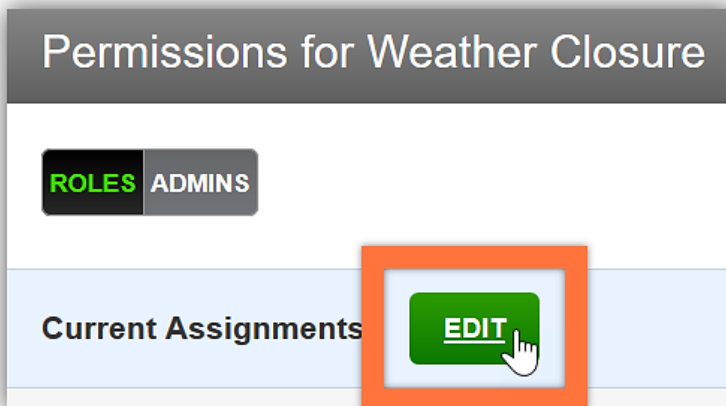 Permissions for Weather Closure
ROLES ADMINS
Current Assignments EDIT